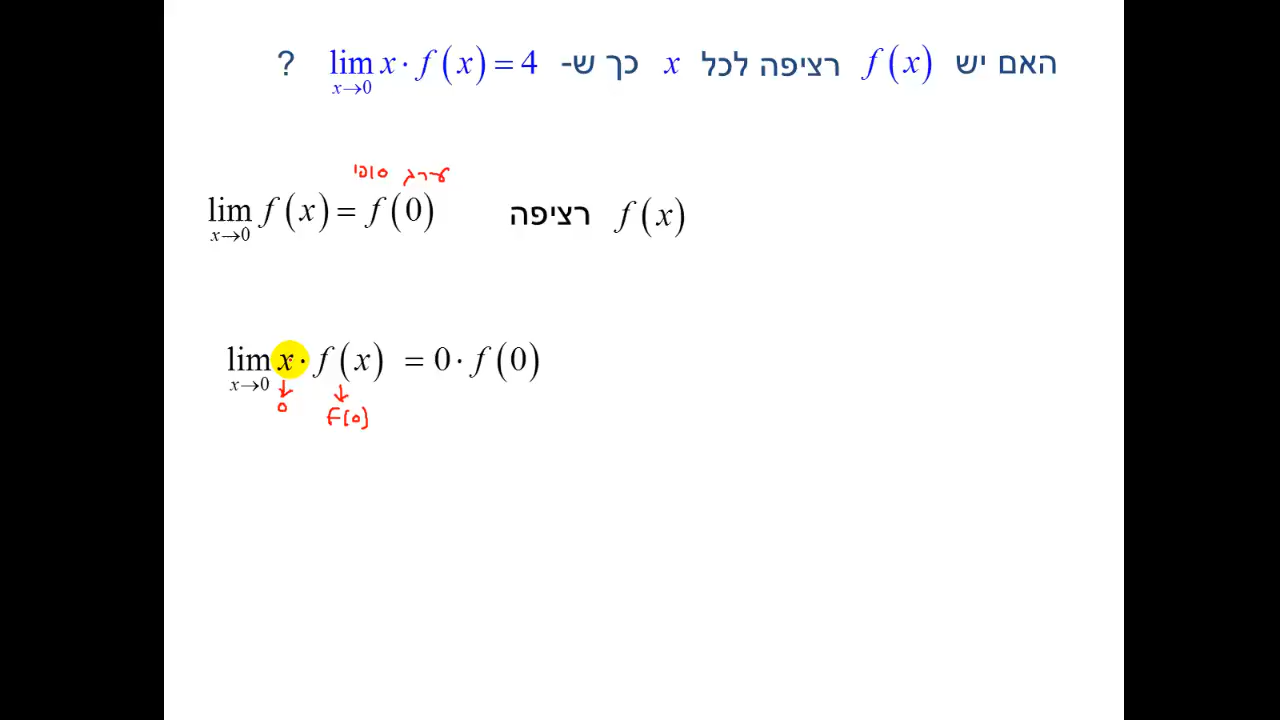 האם יש f(x) רציפה לכל x כך ש- lim x→0 x · f(x) = 4 ?
ערך סופי
f(x) רציפה lim x→0 f(x) = f(0)
lim x→0 x · f(x) = 0 · f(0)
↓ ↓
0 f(0)